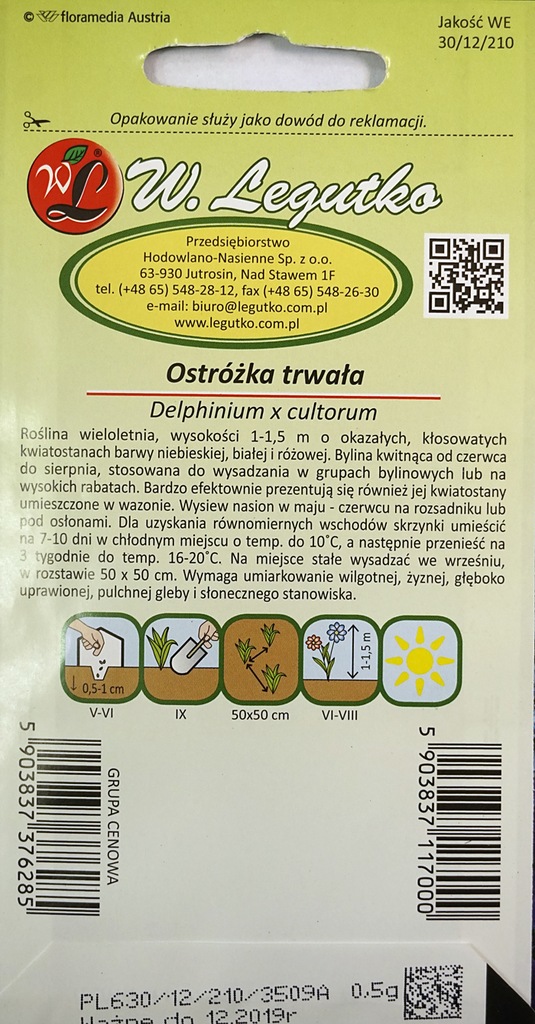 © floramedia Austria
Jakość WE
30/12/210
Opakowanie służy jako dowód do reklamacji.
WL®
W. Legutko
Przedsiębiorstwo
Hodowlano-Nasienne Sp. z o.o.
63-930 Jutrosin, Nad Stawem 1F
tel. (+48 65) 548-28-12, fax (+48 65) 548-26-30
e-mail: biuro@legutko.com.pl
www.legutko.com.pl
Ostróżka trwała
Delphinium x cultorum
Roślina wieloletnia, wysokości 1-1,5 m o okazałych, kłosowatych
kwiatostanach barwy niebieskiej, białej i różowej. Bylina kwitnąca od czerwca
do sierpnia, stosowana do wysadzania w grupach bylinowych lub na
wysokich rabatach. Bardzo efektownie prezentują się również jej kwiatostany
umieszczone w wazonie. Wysiew nasion w maju - czerwcu na rozsadniku lub
pod osłonami. Dla uzyskania równomiernych wschodów skrzynki umieścić
na 7-10 dni w chłodnym miejscu o temp. do 10˚C, a następnie przenieść na
3 tygodnie do temp. 16-20˚C. Na miejsce stałe wysadzać we wrześniu,
w rozstawie 50 x 50 cm. Wymaga umiarkowanie wilgotnej, żyznej, głęboko
uprawionej, pulchnej gleby i słonecznego stanowiska.
0,5-1 cm
1-1,5 m
V-VI
IX
50x50 cm
VI-VIII
5 903837 376285
GRUPA CENOWA
5 903837 117000
PL630/12/210/3509A 0.5g
Ważne do 12.2019r